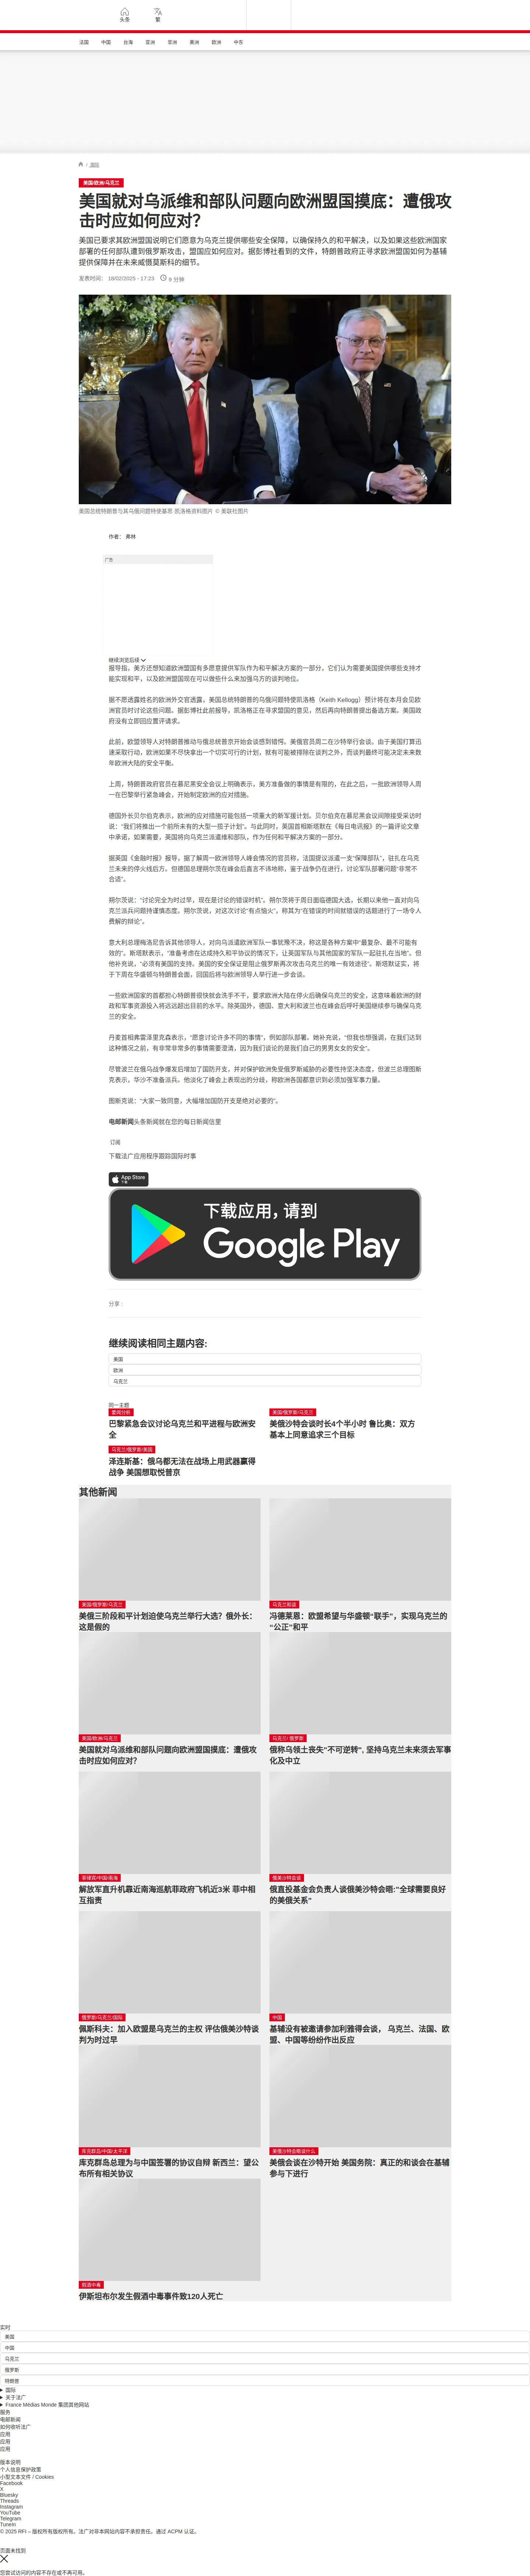 头条
繁
法国
中国
台海
亚洲
非洲
美洲
欧洲
中东
/ 国际
美国/欧洲/乌克兰
美国就对乌派维和部队问题向欧洲盟国摸底：遭俄攻
击时应如何应对？
美国已要求其欧洲盟国说明它们愿意为乌克兰提供哪些安全保障，以确保持久的和平解决，以及如果这些欧洲国家
部署的任何部队遭到俄罗斯攻击，盟国应如何应对。据彭博社看到的文件，特朗普政府正寻求欧洲盟国如何为基辅
提供保障并在未来威慑莫斯科的细节。
发表时间： 18/02/2025 - 17:23
9 分钟
美国总统特朗普与其乌俄问题特使基思·凯洛格资料图片 © 美联社图片
作者： 弗林
广告
继续浏览后续
报导指，美方还想知道欧洲盟国有多愿意提供军队作为和平解决方案的一部分，它们认为需要美国提供哪些支持才
能实现和平，以及欧洲盟国现在可以做些什么来加强乌方的谈判地位。
据不愿透露姓名的欧洲外交官透露，美国总统特朗普的乌俄问题特使凯洛格（Keith Kellogg）预计将在本月会见欧
洲官员时讨论这些问题。据彭博社此前报导，凯洛格正在寻求盟国的意见，然后再向特朗普提出备选方案。美国政
府没有立即回应置评请求。
此前，欧盟领导人对特朗普推动与俄总统普京开始会谈感到错愕。美俄官员周二在沙特举行会谈。由于美国打算迅
速采取行动，欧洲如果不尽快拿出一个切实可行的计划，就有可能被排除在谈判之外，而谈判最终可能决定未来数
年欧洲大陆的安全平衡。
上周，特朗普政府官员在慕尼黑安全会议上明确表示，美方准备做的事情是有限的，在此之后，一批欧洲领导人周
一在巴黎举行紧急峰会，开始制定欧洲的应对措施。
德国外长贝尔伯克表示，欧洲的应对措施可能包括一项重大的新军援计划。贝尔伯克在慕尼黑会议间隙接受采访时
说：“我们将推出一个前所未有的大型一揽子计划”。与此同时，英国首相斯塔默在《每日电讯报》的一篇评论文章
中承诺，如果需要，英国将向乌克兰派遣维和部队，作为任何和平解决方案的一部分。
据英国《金融时报》报导，据了解周一欧洲领导人峰会情况的官员称，法国提议派遣一支“保障部队”，驻扎在乌克
兰未来的停火线后方。但德国总理朔尔茨在峰会后直言不讳地称，鉴于战争仍在进行，讨论军队部署问题“非常不
合适”。
朔尔茨说：“讨论完全为时过早，现在是讨论的错误时机”。朔尔茨将于周日面临德国大选，长期以来他一直对向乌
克兰派兵问题持谨慎态度。朔尔茨说，对这次讨论“有点恼火”，称其为“在错误的时间就错误的话题进行了一场令人
费解的辩论”。
意大利总理梅洛尼告诉其他领导人，对向乌派遣欧洲军队一事犹豫不决，称这是各种方案中“最复杂、最不可能有
效的”。斯塔默表示，“准备考虑在达成持久和平协议的情况下，让英国军队与其他国家的军队一起驻扎在当地”。但
他补充说，“必须有美国的支持。美国的安全保证是阻止俄罗斯再次攻击乌克兰的唯一有效途径”。斯塔默证实，将
于下周在华盛顿与特朗普会面，回国后将与欧洲领导人举行进一步会谈。
一些欧洲国家的首都担心特朗普很快就会洗手不干，要求欧洲大陆在停火后确保乌克兰的安全，这意味着欧洲的财
政和军事资源投入将远远超出目前的水平。除英国外，德国、意大利和波兰也在峰会后呼吁美国继续参与确保乌克
兰的安全。
丹麦首相弗雷泽里克森表示，“愿意讨论许多不同的事情”，例如部队部署。她补充说，“但我也想强调，在我们达到
这种情况之前，有非常非常多的事情需要澄清，因为我们谈论的是我们自己的男男女女的安全”。
尽管波兰在俄乌战争爆发后增加了国防开支，并对保护欧洲免受俄罗斯威胁的必要性持坚决态度，但波兰总理图斯
克表示，华沙不准备派兵。他淡化了峰会上表现出的分歧，称欧洲各国都意识到必须加强军事力量。
图斯克说：“大家一致同意，大幅增加国防开支是绝对必要的”。
电邮新闻头条新闻就在您的每日新闻信里
订阅
下载法广应用程序跟踪国际时事
App Store
下载应用，请到
Google Play
分享 :
继续阅读相同主题内容:
美国
欧洲
乌克兰
同一主题
要闻分析
巴黎紧急会议讨论乌克兰和平进程与欧洲安
全
美国/俄罗斯/乌克兰
美俄沙特会谈时长4个半小时 鲁比奥：双方
基本上同意追求三个目标
乌克兰/俄罗斯/美国
泽连斯基：俄乌都无法在战场上用武器赢得
战争 美国想取悦普京
其他新闻
美国/俄罗斯/乌克兰
美俄三阶段和平计划迫使乌克兰举行大选？俄外长：
这是假的
乌克兰和谈
冯德莱恩：欧盟希望与华盛顿“联手”，实现乌克兰的
“公正”和平
美国/欧洲/乌克兰
美国就对乌派维和部队问题向欧洲盟国摸底：遭俄攻
击时应如何应对？
乌克兰/ 俄罗斯
俄称乌领土丧失"不可逆转", 坚持乌克兰未来须去军事
化及中立
菲律宾/中国/南海
解放军直升机靠近南海巡航菲政府飞机近3米 菲中相
互指责
俄美沙特会谈
俄直投基金会负责人谈俄美沙特会晤:"全球需要良好
的美俄关系"
俄罗斯/乌克兰/国际
佩斯科夫：加入欧盟是乌克兰的主权 评估俄美沙特谈
判为时过早
中国
基辅没有被邀请参加利雅得会谈， 乌克兰、法国、欧
盟、中国等纷纷作出反应
库克群岛/中国/太平洋
库克群岛总理为与中国签署的协议自辩 新西兰：望公
布所有相关协议
美俄沙特会晤谈什么
美俄会谈在沙特开始 美国务院：真正的和谈会在基辅
参与下进行
假酒中毒
伊斯坦布尔发生假酒中毒事件致120人死亡
实时
美国
中国
乌克兰
俄罗斯
特朗普
国际
关于法广
France Médias Monde 集团其他网站
服务
电邮新闻
如何收听法广
应用
应用
应用
版本说明
个人信息保护政策
小型文本文件 / Cookies
Facebook
X
Bluesky
Threads
Instagram
YouTube
Telegram
TuneIn
© 2025 RFI – 版权所有版权所有。法广对非本网站内容不承担责任。通过 ACPM 认证。
页面未找到
您尝试访问的内容不存在或不再可用。